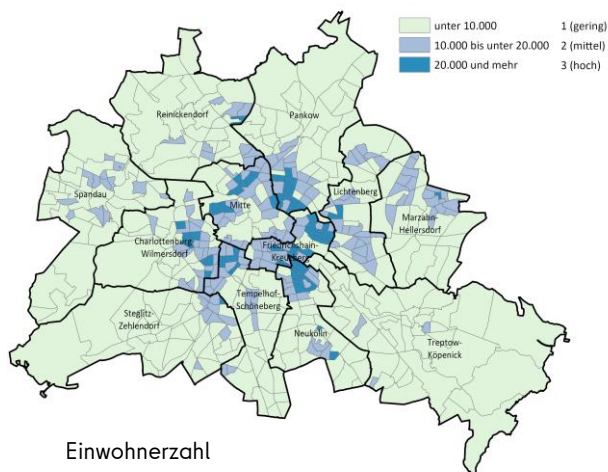 unter 10.000 1 (gering)
10.000 bis unter 20.000 2 (mittel)
20.000 und mehr 3 (hoch)
Reinickendorf
Pankow
Spandau
Mitte
Lichtenberg
Marzahn-
Hellersdorf
Charlottenburg-
Wilmersdorf
Friedrichshain-
Kreuzberg
Tempelhof-
Schöneberg
Steglitz-
Zehlendorf
Neukölln
Treptow-
Köpenick
Einwohnerzahl